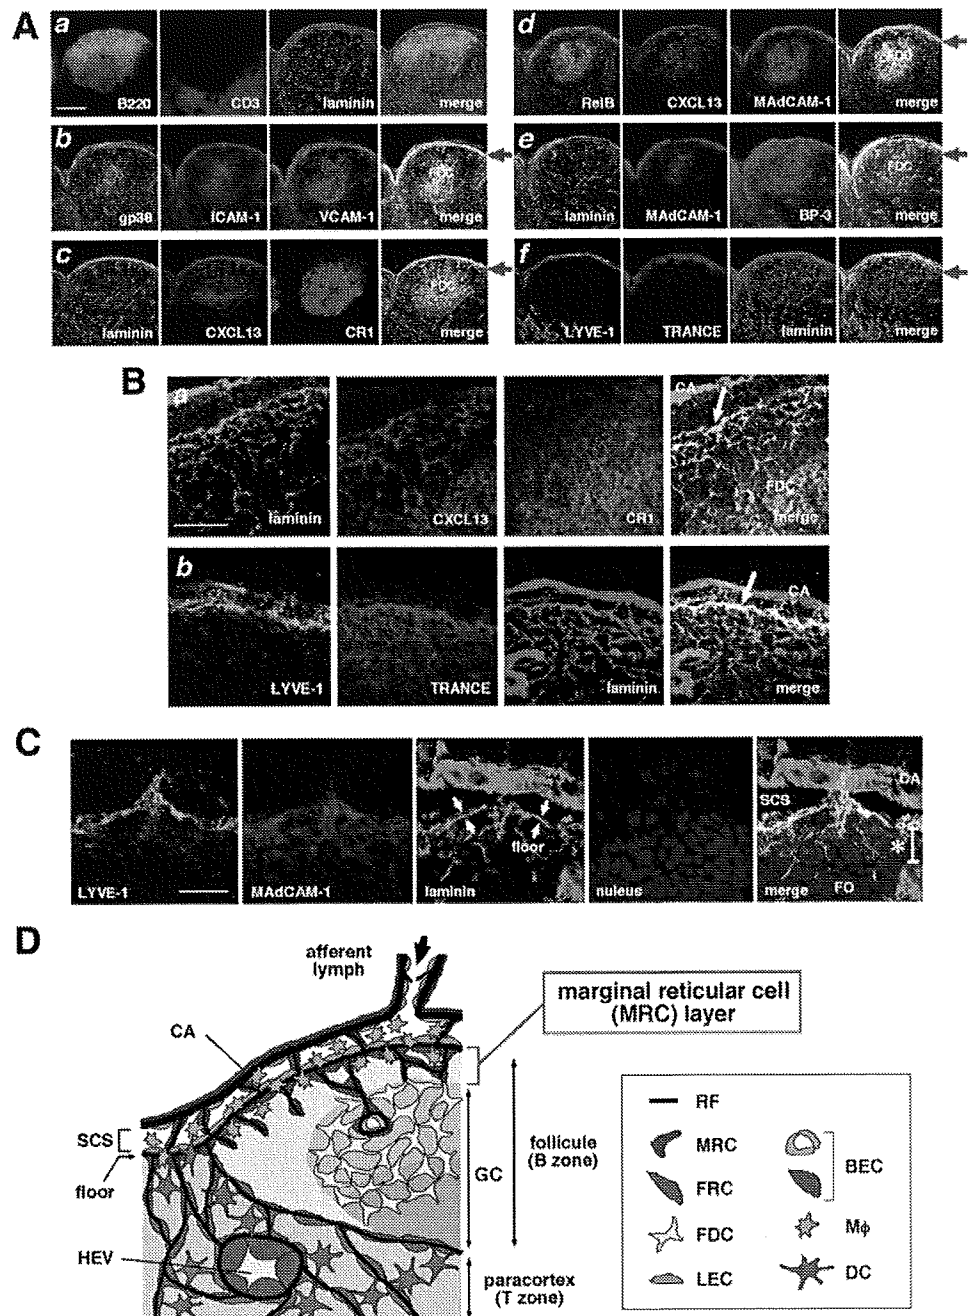 A
a
B220
CD3
laminin
merge
b
gp38
ICAM-1
VCAM-1
FDC
merge
c
laminin
CXCL13
CR1
FDC
merge
d
RelB
CXCL13
MAdCAM-1
merge
e
laminin
MAdCAM-1
BP-3
FDC
merge
f
LYVE-1
TRANCE
laminin
merge
B
a
laminin
CXCL13
CR1
CA
FDC
merge
b
LYVE-1
TRANCE
laminin
CA
merge
C
LYVE-1
MAdCAM-1
laminin
floor
nuleus
CA
SCS
*
merge
FO
D
afferent
lymph
CA
marginal reticular cell
(MRC) layer
SCS
floor
HEV
GC
follicule
(B zone)
paracortex
(T zone)
RF
MRC
FRC
FDC
LEC
BEC
Mϕ
DC